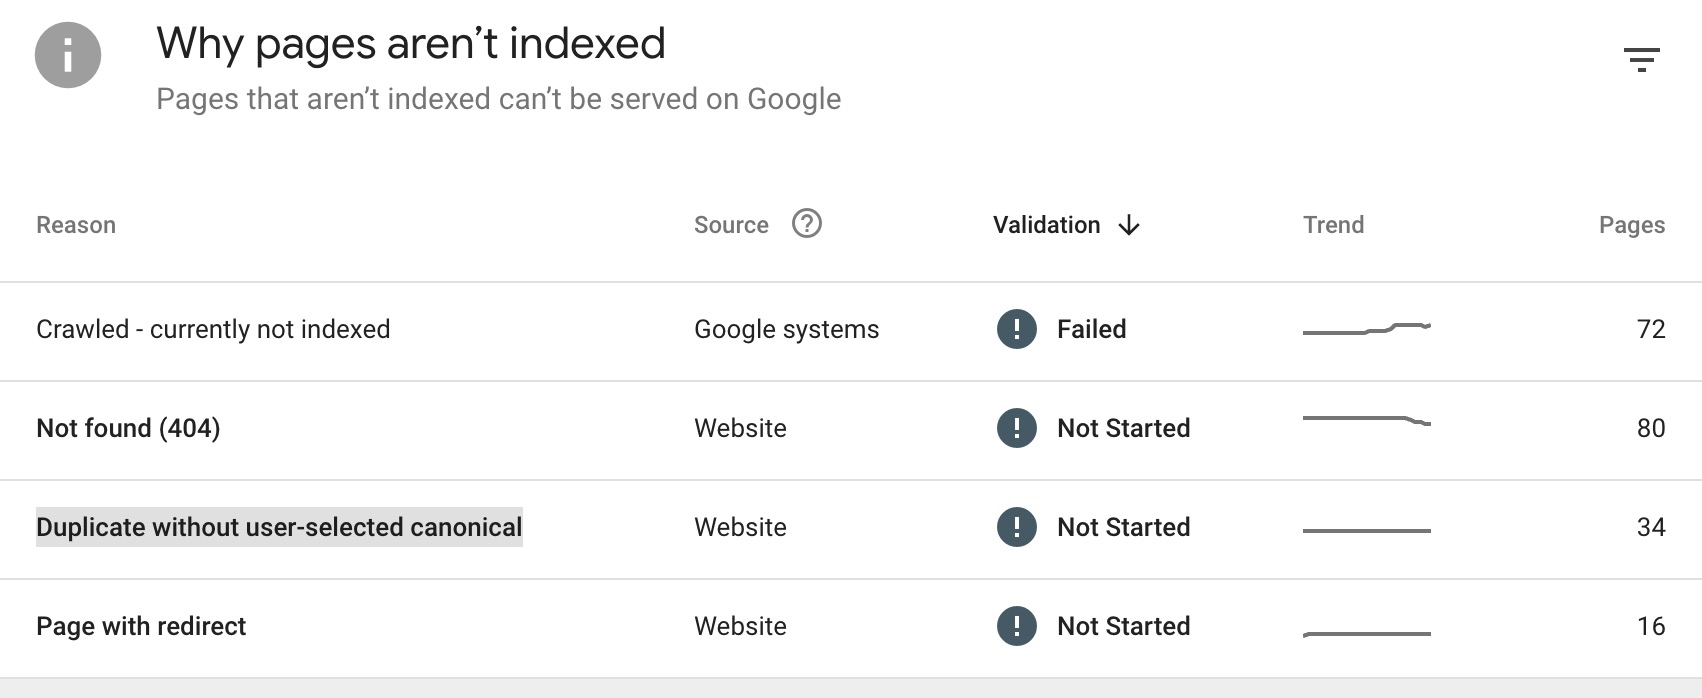 Why pages aren’t indexed
Pages that aren’t indexed can’t be served on Google
Reason Source Validation Trend Pages
Crawled - currently not indexed Google systems Failed 72
Not found (404) Website Not Started 80
Duplicate without user-selected canonical Website Not Started 34
Page with redirect Website Not Started 16